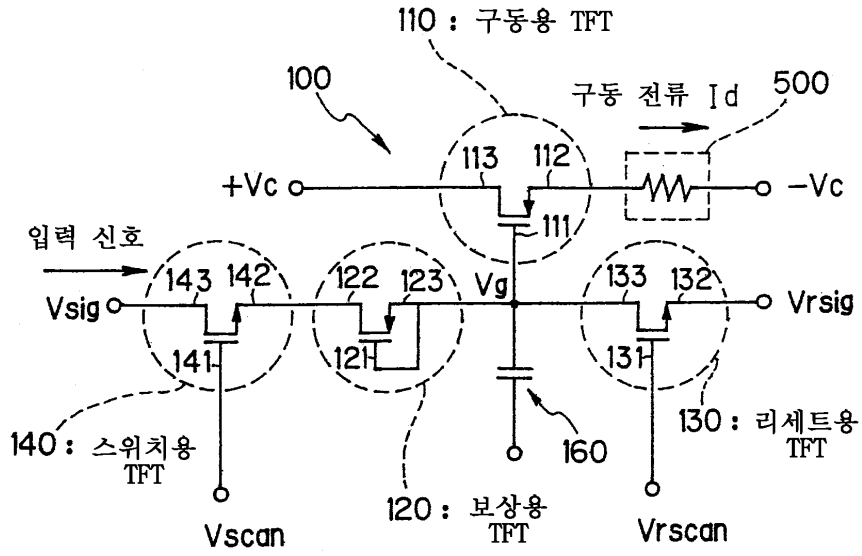 110 : 구동용 TFT
100
구동 전류 Id
500
113
112
+Vc
-Vc
111
입력 신호
143
142
122
123
Vg
133
132
Vsig
Vrsig
141
121
131
140 : 스위치용
TFT
160
130 : 리세트용
TFT
120 : 보상용
TFT
Vscan
Vrscan